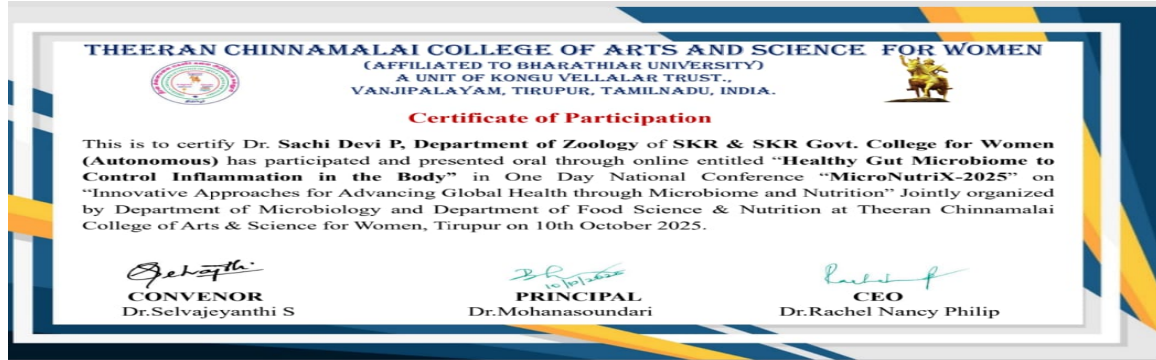 THEERAN CHINNAMALAI COLLEGE OF ARTS AND SCIENCE FOR WOMEN
(AFFILIATED TO BHARATHIAR UNIVERSITY)
A UNIT OF KONGU VELLALAR TRUST.,
VANJIPALAYAM, TIRUPUR, TAMILNADU, INDIA.
Certificate of Participation
This is to certify Dr. Sachi Devi P, Department of Zoology of SKR & SKR Govt. College for Women
(Autonomous) has participated and presented oral through online entitled “Healthy Gut Microbiome to
Control Inflammation in the Body” in One Day National Conference “MicroNutriX-2025” on
“Innovative Approaches for Advancing Global Health through Microbiome and Nutrition” Jointly organized
by Department of Microbiology and Department of Food Science & Nutrition at Theeran Chinnamalai
College of Arts & Science for Women, Tirupur on 10th October 2025.
CONVENOR PRINCIPAL CEO
Dr.Selvajeyanthi S Dr.Mohanasoundari Dr.Rachel Nancy Philip